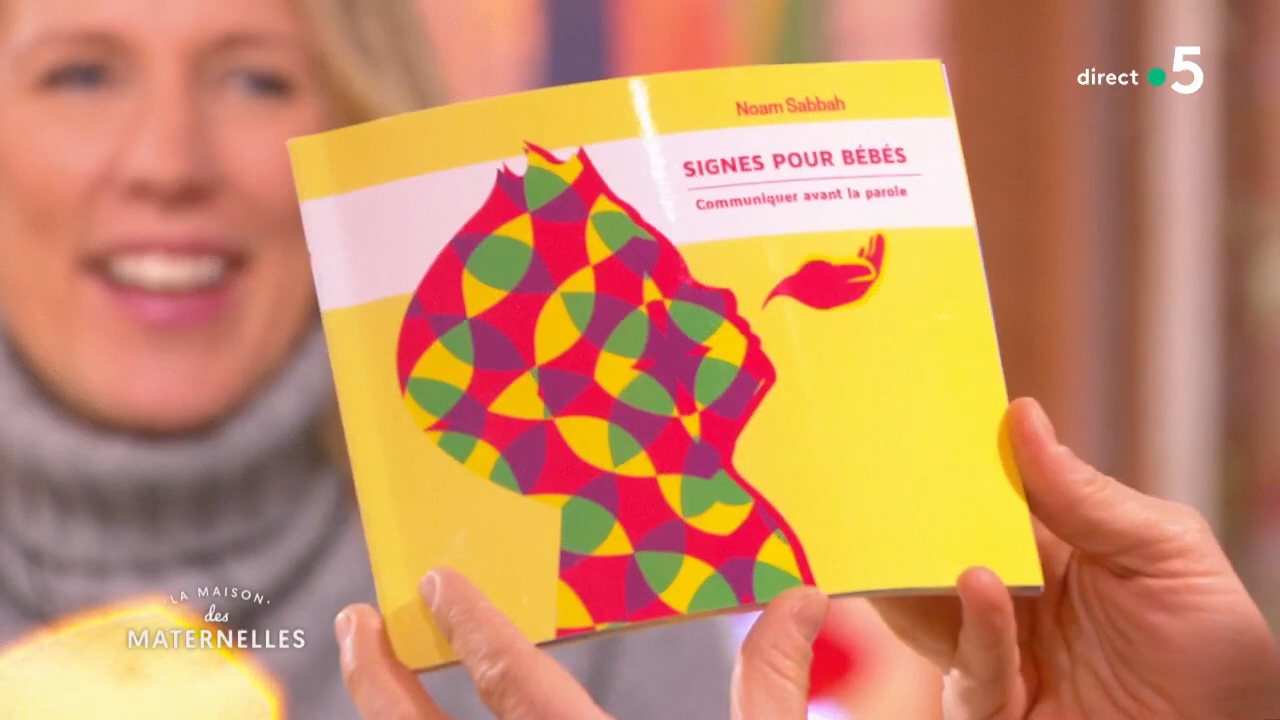 direct 5
Noam Sabbah
SIGNES POUR BÉBÉS
Communiquer avant la parole
LA MAISON.
des
MATERNELLES